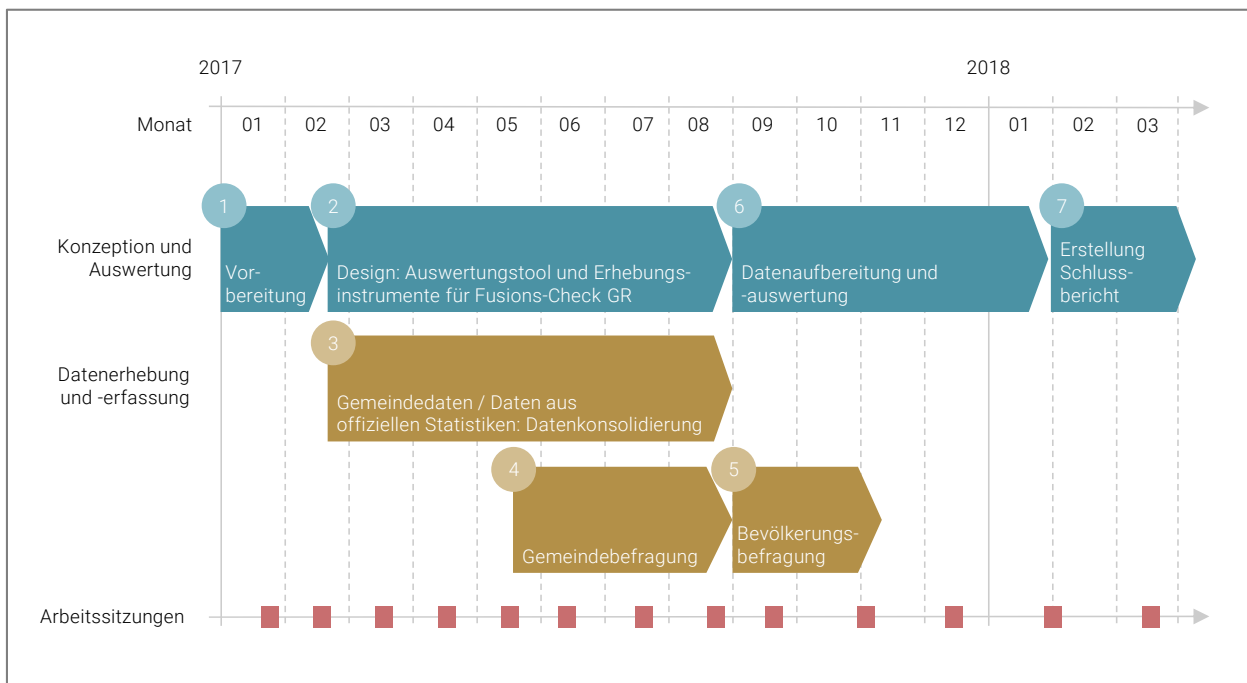 2017
2018
Monat
01
02
03
04
05
06
07
08
09
10
11
12
01
02
03
Konzeption und
Auswertung
1
Vor-
bereitung
2
Design: Auswertungstool und Erhebungs-
instrumente für Fusions-Check GR
6
Datenaufbereitung und
-auswertung
7
Erstellung
Schluss-
bericht
Datenerhebung
und -erfassung
3
Gemeindedaten / Daten aus
offiziellen Statistiken: Datenkonsolidierung
4
Gemeindebefragung
5
Bevölkerungs-
befragung
Arbeitssitzungen